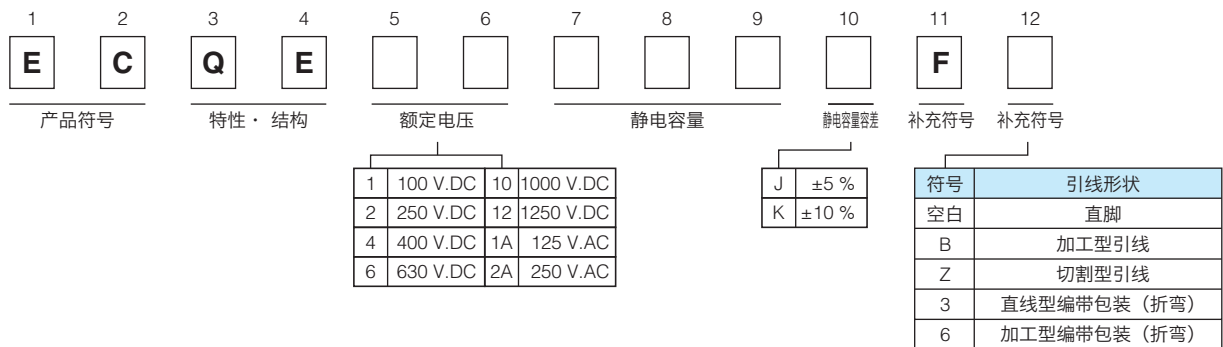 1 2 3 4 5 6 7 8 9 10 11 12
E C Q E F
产品符号 特性・ 结构 额定电压 静电容量 静电容量容差 补充符号 补充符号
1 100 V.DC 10 1000 V.DC
2 250 V.DC 12 1250 V.DC
4 400 V.DC 1A 125 V.AC
6 630 V.DC 2A 250 V.AC
J ±5 %
K ±10 %
符号 引线形状
空白 直脚
B 加工型引线
Z 切割型引线
3 直线型编带包装（折弯）
6 加工型编带包装（折弯）